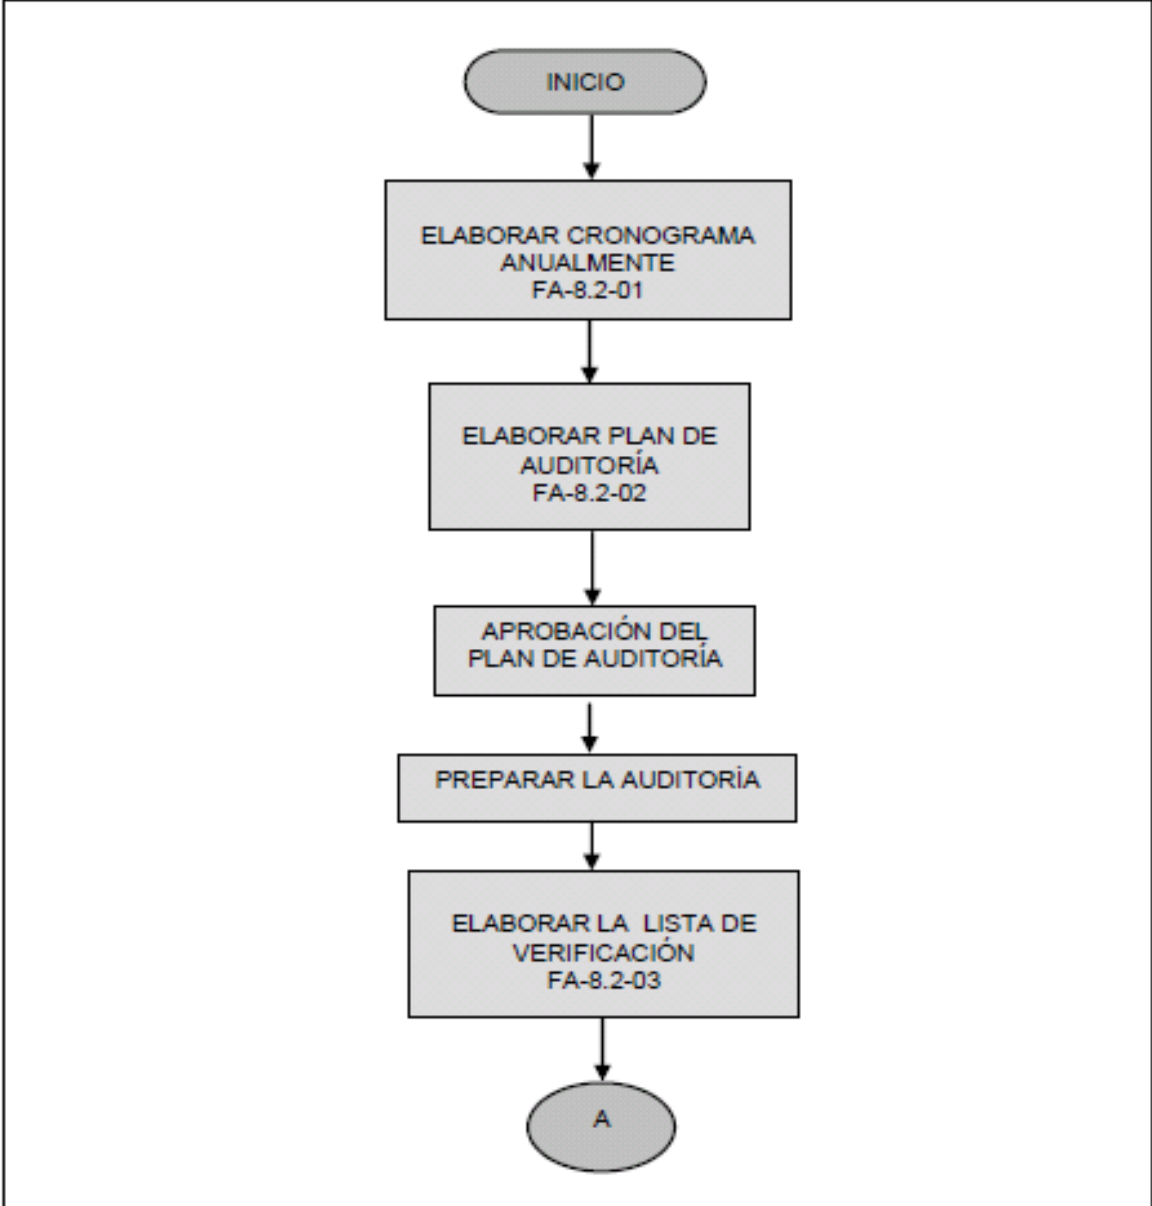 INICIO
ELABORAR CRONOGRAMA
ANUALMENTE
FA-8.2-01
ELABORAR PLAN DE
AUDITORÍA
FA-8.2-02
APROBACIÓN DEL
PLAN DE AUDITORÍA
PREPARAR LA AUDITORÍA
ELABORAR LA LISTA DE
VERIFICACIÓN
FA-8.2-03
A